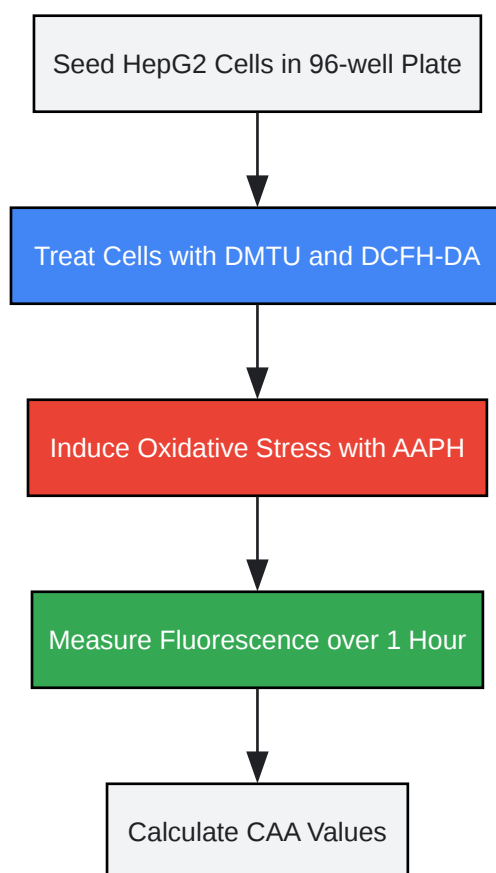 Seed HepG2 Cells in 96-well Plate
Treat Cells with DMTU and DCFH-DA
Induce Oxidative Stress with AAPH
Measure Fluorescence over 1 Hour
Calculate CAA Values